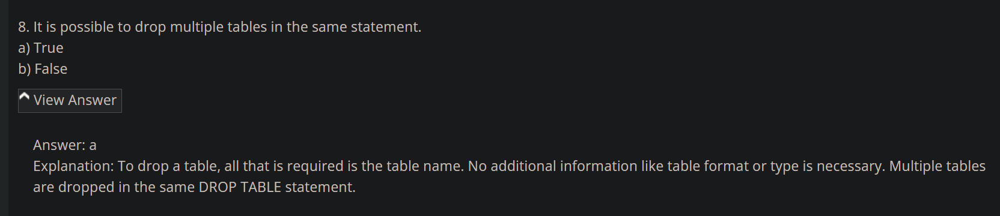 8. It is possible to drop multiple tables in the same statement.
a) True
b) False
View Answer
Answer: a
Explanation: To drop a table, all that is required is the table name. No additional information like table format or type is necessary. Multiple tables
are dropped in the same DROP TABLE statement.